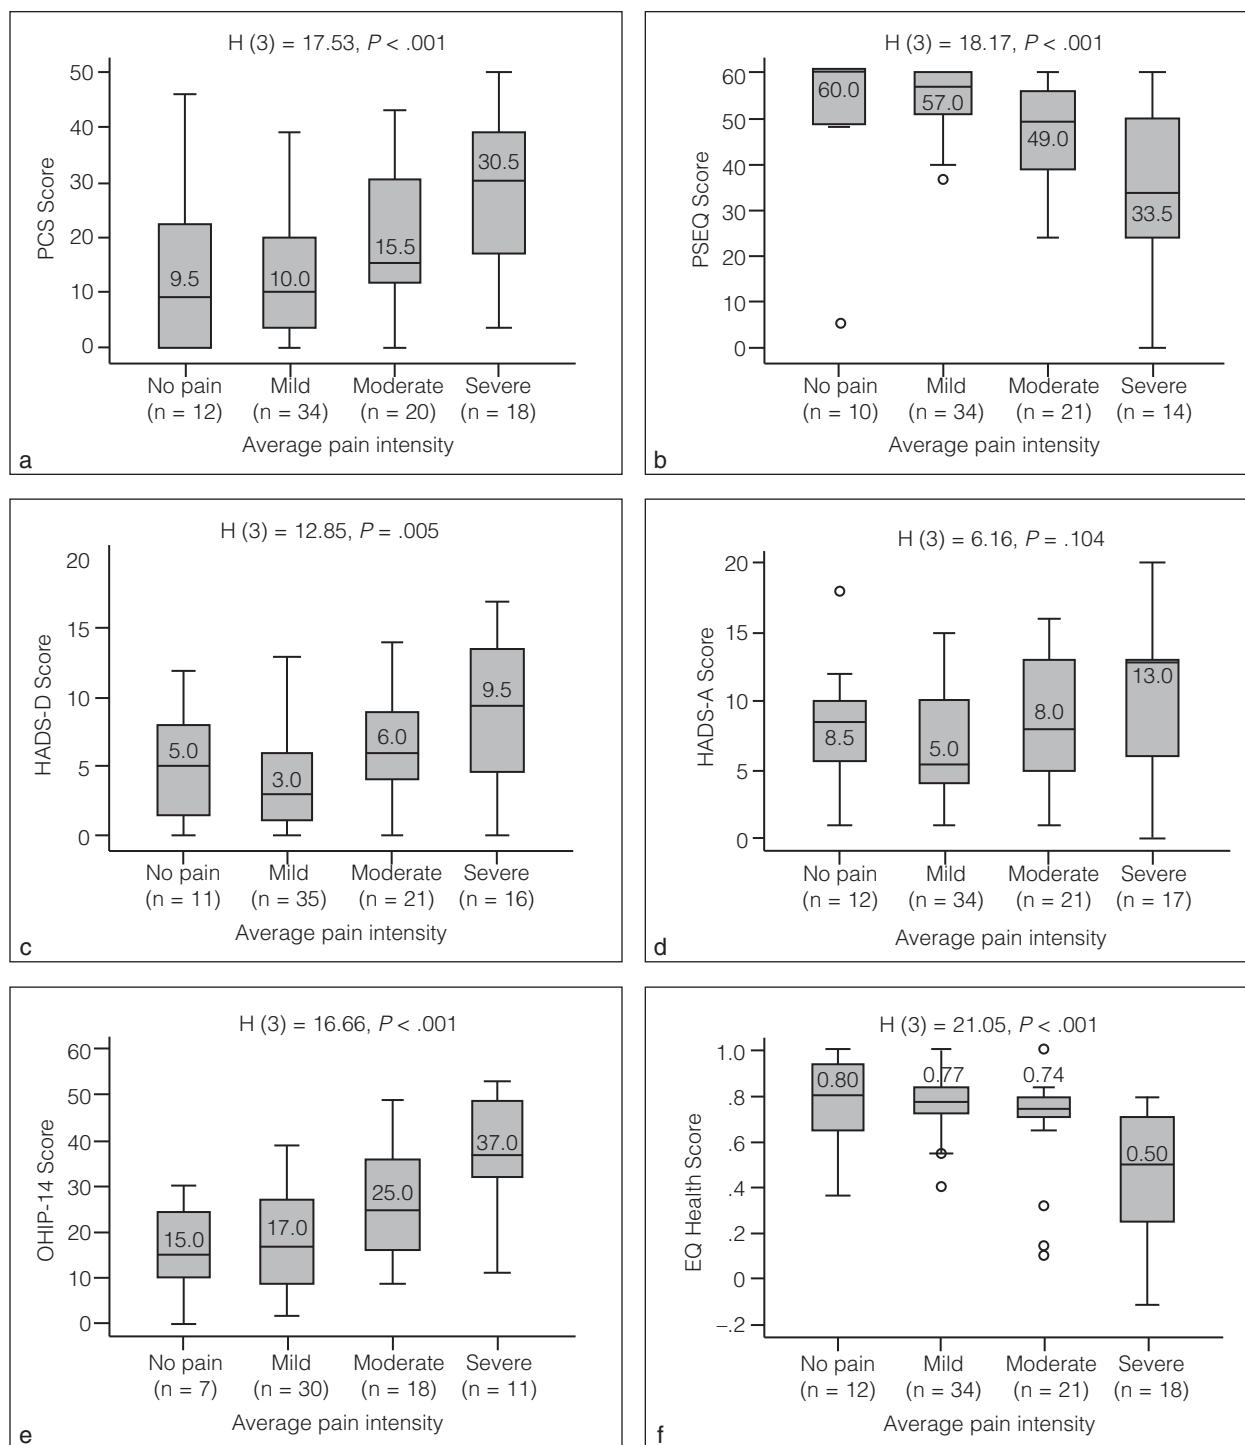 H (3) = 17.53, P < .001
50
40
30
20
10
0
PCS Score
9.5
10.0
15.5
30.5
No pain Mild Moderate Severe
(n = 12) (n = 34) (n = 20) (n = 18)
Average pain intensity
a
H (3) = 18.17, P < .001
60
50
40
30
20
10
0
PSEQ Score
60.0
57.0
49.0
33.5
No pain Mild Moderate Severe
(n = 10) (n = 34) (n = 21) (n = 14)
Average pain intensity
b
H (3) = 12.85, P = .005
20
15
10
5
0
HADS-D Score
5.0
3.0
6.0
9.5
No pain Mild Moderate Severe
(n = 11) (n = 35) (n = 21) (n = 16)
Average pain intensity
c
H (3) = 6.16, P = .104
20
15
10
5
0
HADS-A Score
8.5
5.0
8.0
13.0
No pain Mild Moderate Severe
(n = 12) (n = 34) (n = 21) (n = 17)
Average pain intensity
d
H (3) = 16.66, P < .001
60
50
40
30
20
10
0
OHIP-14 Score
15.0
17.0
25.0
37.0
No pain Mild Moderate Severe
(n = 7) (n = 30) (n = 18) (n = 11)
Average pain intensity
e
H (3) = 21.05, P < .001
1.0
.8
.6
.4
.2
0
–.2
EQ Health Score
0.80
0.77
0.74
0.50
No pain Mild Moderate Severe
(n = 12) (n = 34) (n = 21) (n = 18)
Average pain intensity
f